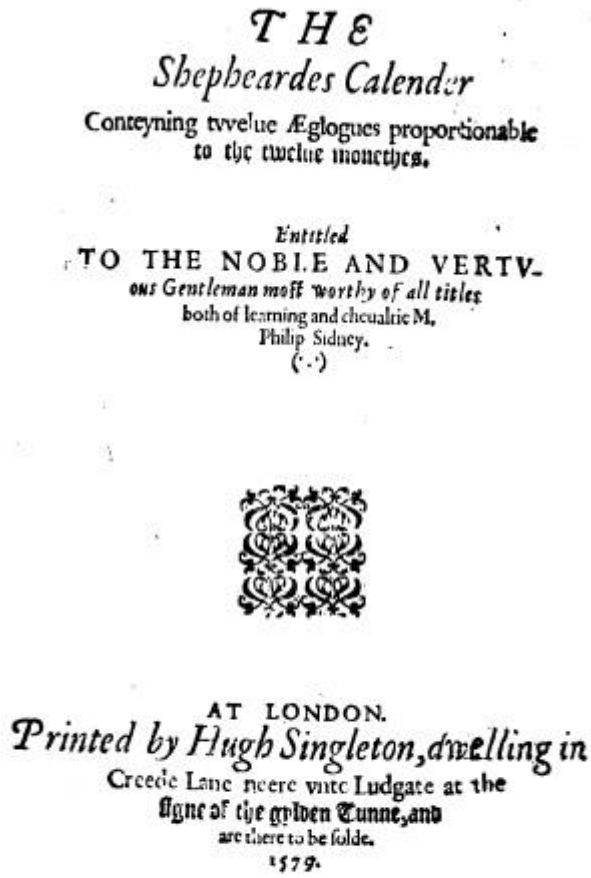 THE
Shepheardes Calender
Conteyning tvvelue Æglogues proportionable
to the twelue monethes.
Entitled
TO THE NOBLE AND VERTV-
ous Gentleman moſt worthy of all titles
both of learning and cheualrie M.
Philip Sidney.
(∴)
AT LONDON.
Printed by Hugh Singleton, dwelling in
Creede Lane neere vnto Ludgate at the
ſigne of the gylden Tunne, and
are there to be ſolde.
1579.